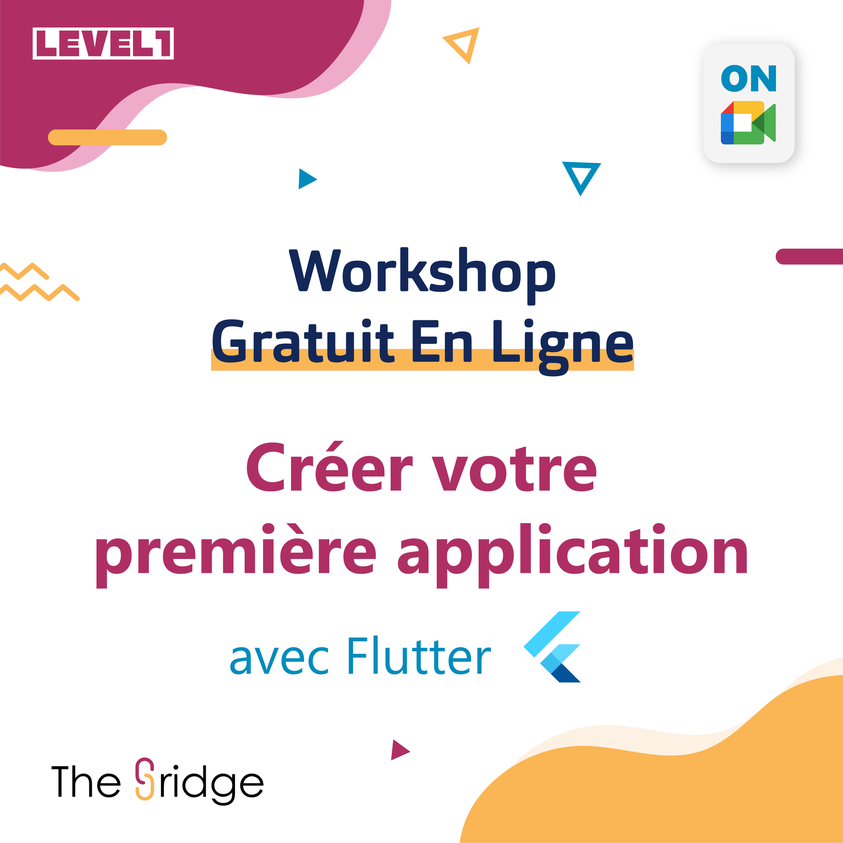 LEVEL1
ON
Workshop
Gratuit En Ligne
Créer votre
première application
avec Flutter
The Bridge